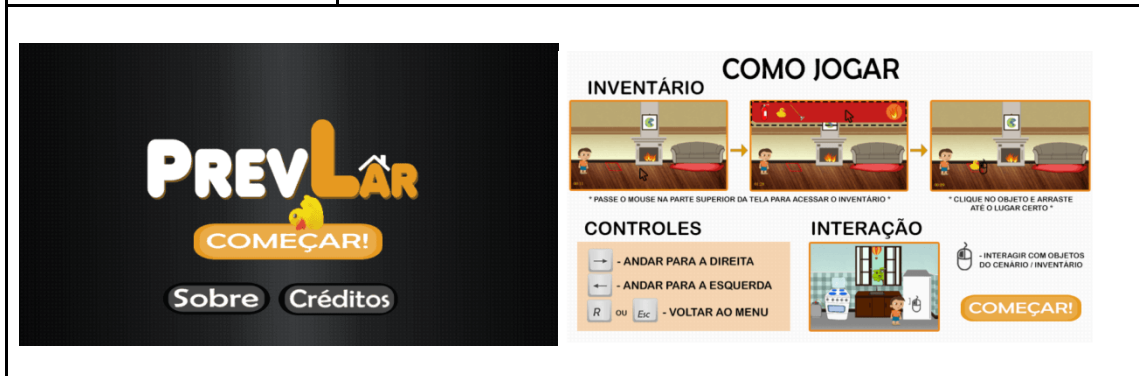 PREVLAR
COMEÇAR!
Sobre
Créditos
COMO JOGAR
INVENTÁRIO
* PASSE O MOUSE NA PARTE SUPERIOR DA TELA PARA ACESSAR O INVENTÁRIO *
* CLIQUE NO OBJETO E ARRASTE
ATÉ O LUGAR CERTO *
CONTROLES
→ - ANDAR PARA A DIREITA
← - ANDAR PARA A ESQUERDA
R OU Esc - VOLTAR AO MENU
INTERAÇÃO
- INTERAGIR COM OBJETOS
DO CENÁRIO / INVENTÁRIO
COMEÇAR!